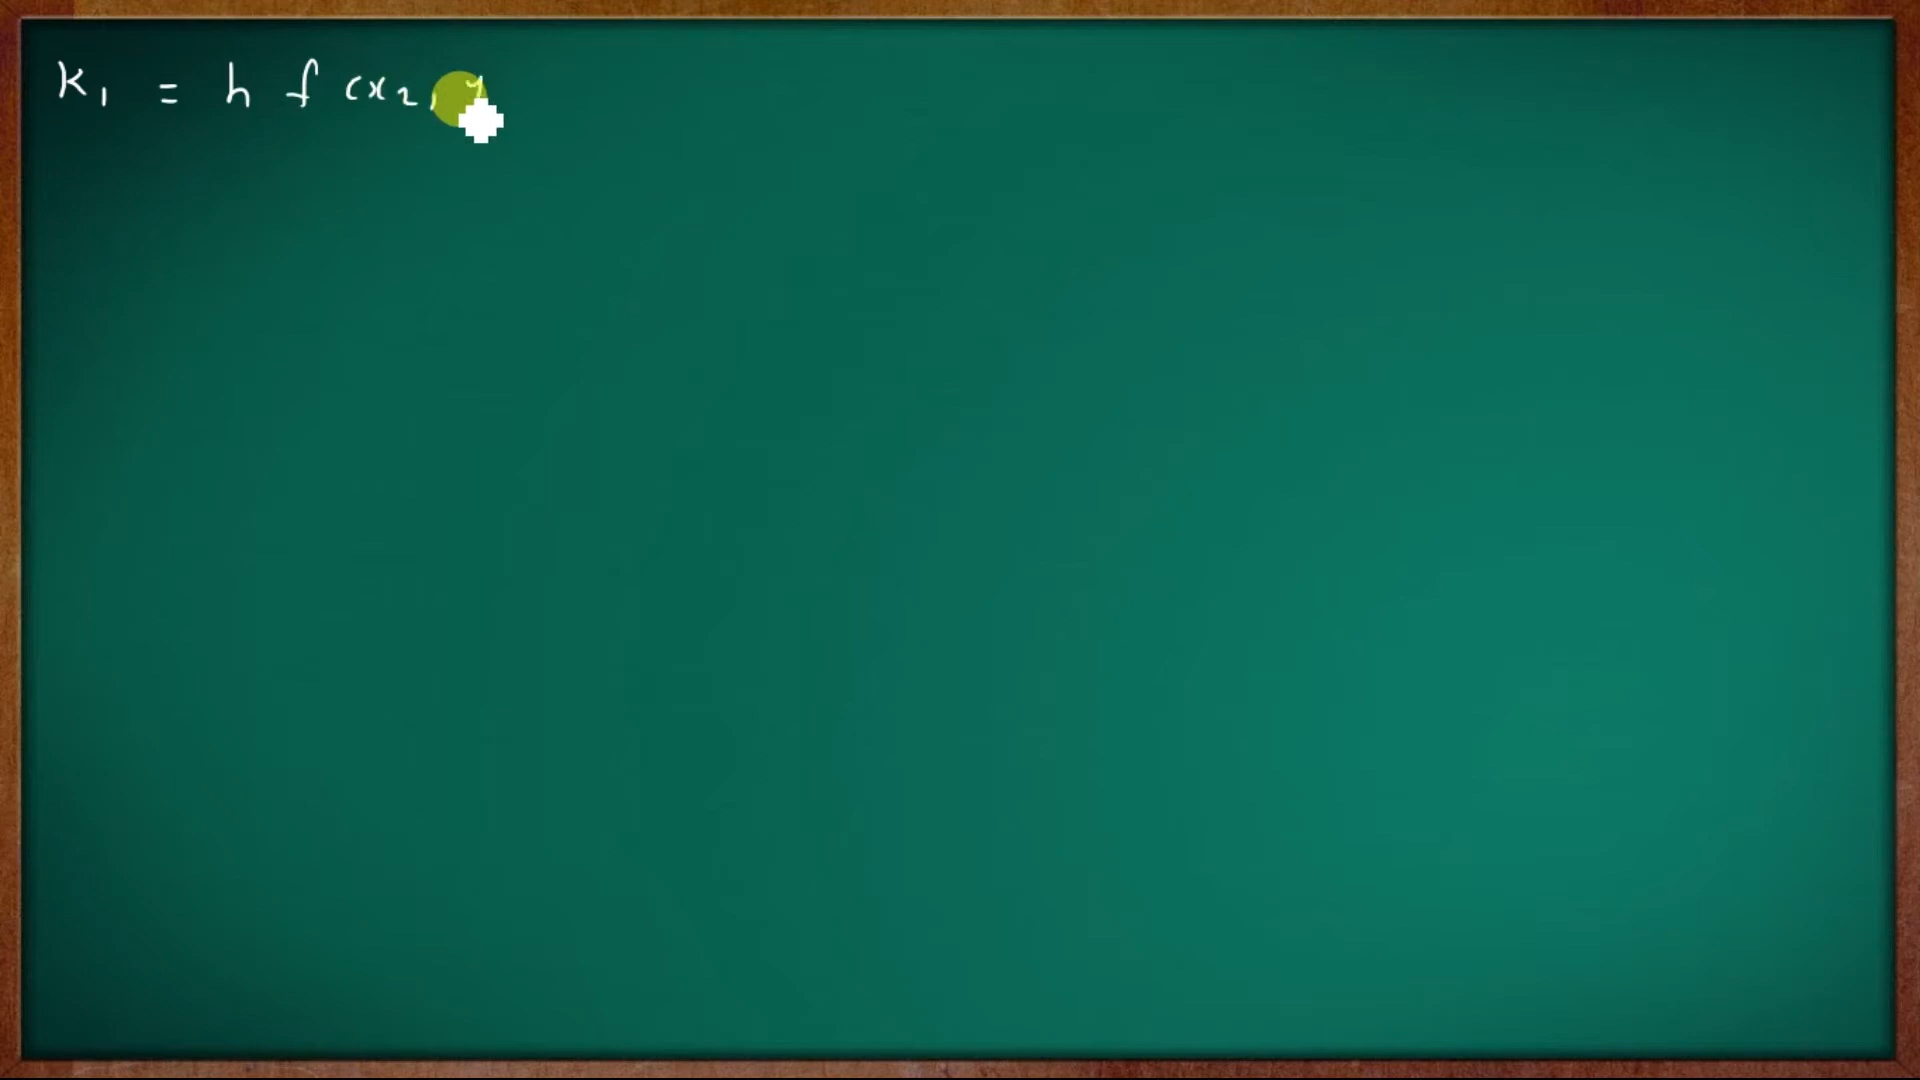 K₁ = h f (x₂, y